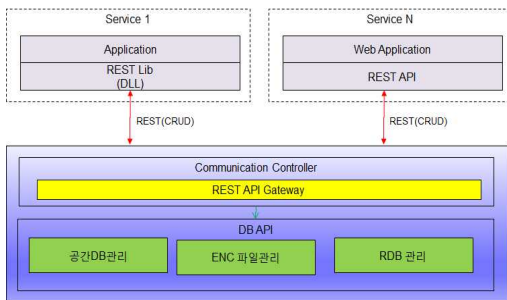 Service 1
Service N
Application
Web Application
REST Lib
(DLL)
REST API
REST(CRUD)
REST(CRUD)
Communication Controller
REST API Gateway
DB API
공간DB관리
ENC 파일관리
RDB 관리